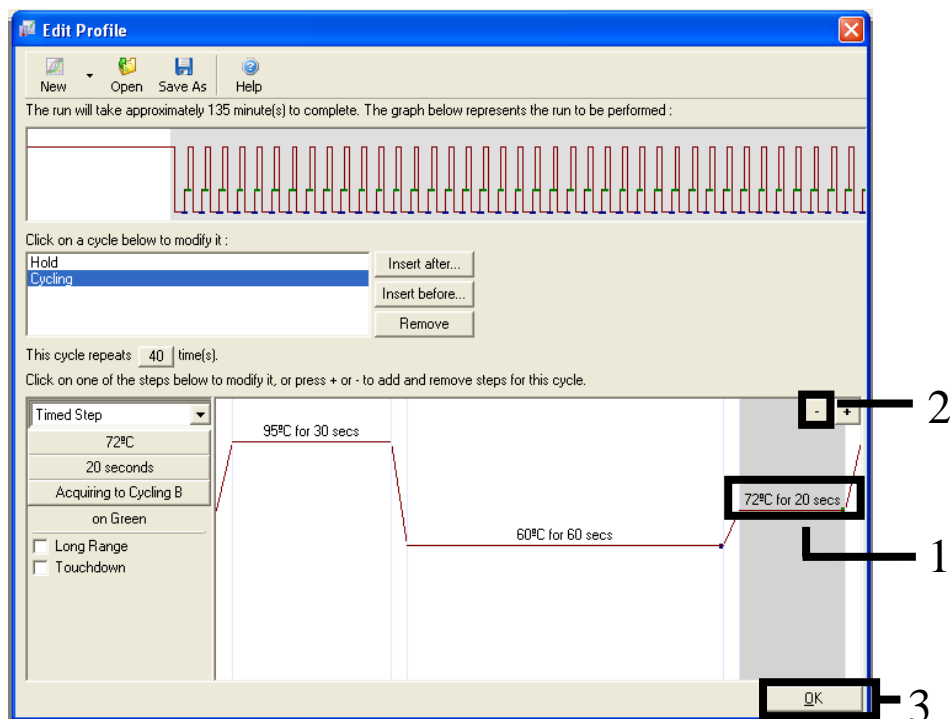 Edit Profile
New Open Save As Help
The run will take approximately 135 minute(s) to complete. The graph below represents the run to be performed :
Click on a cycle below to modify it :
Hold
Cycling
Insert after...
Insert before...
Remove
This cycle repeats 40 time(s).
Click on one of the steps below to modify it, or press + or - to add and remove steps for this cycle.
Timed Step
72ºC
20 seconds
Acquiring to Cycling B
on Green
Long Range
Touchdown
95ºC for 30 secs
60ºC for 60 secs
72ºC for 20 secs
- +
2
1
OK
3